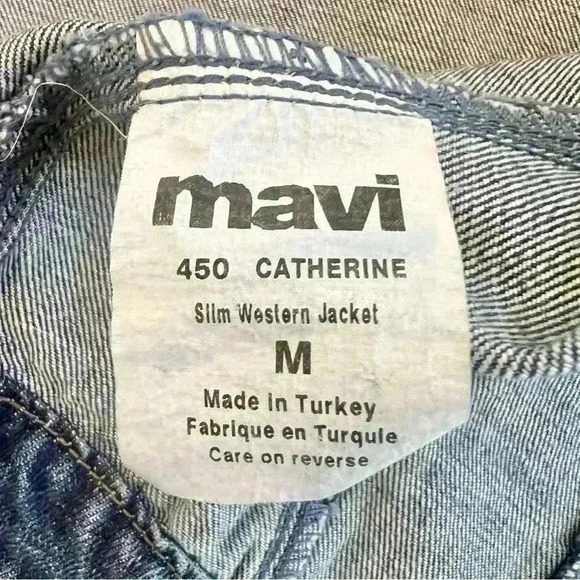 mavi
450 CATHERINE
Slim Western Jacket
M
Made in Turkey
Fabrique en Turquie
Care on reverse